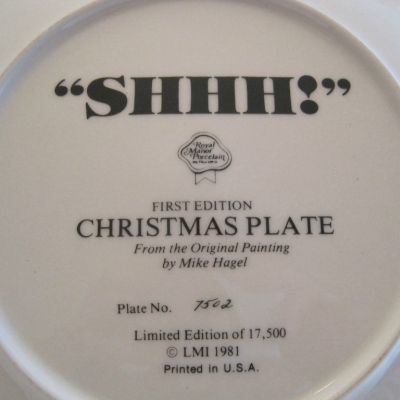 “SHHH!”
Royal
Manor
Porcelain
FIRST EDITION
CHRISTMAS PLATE
From the Original Painting
by Mike Hagel
Plate No. 7502
Limited Edition of 17,500
© LMI 1981
Printed in U.S.A.